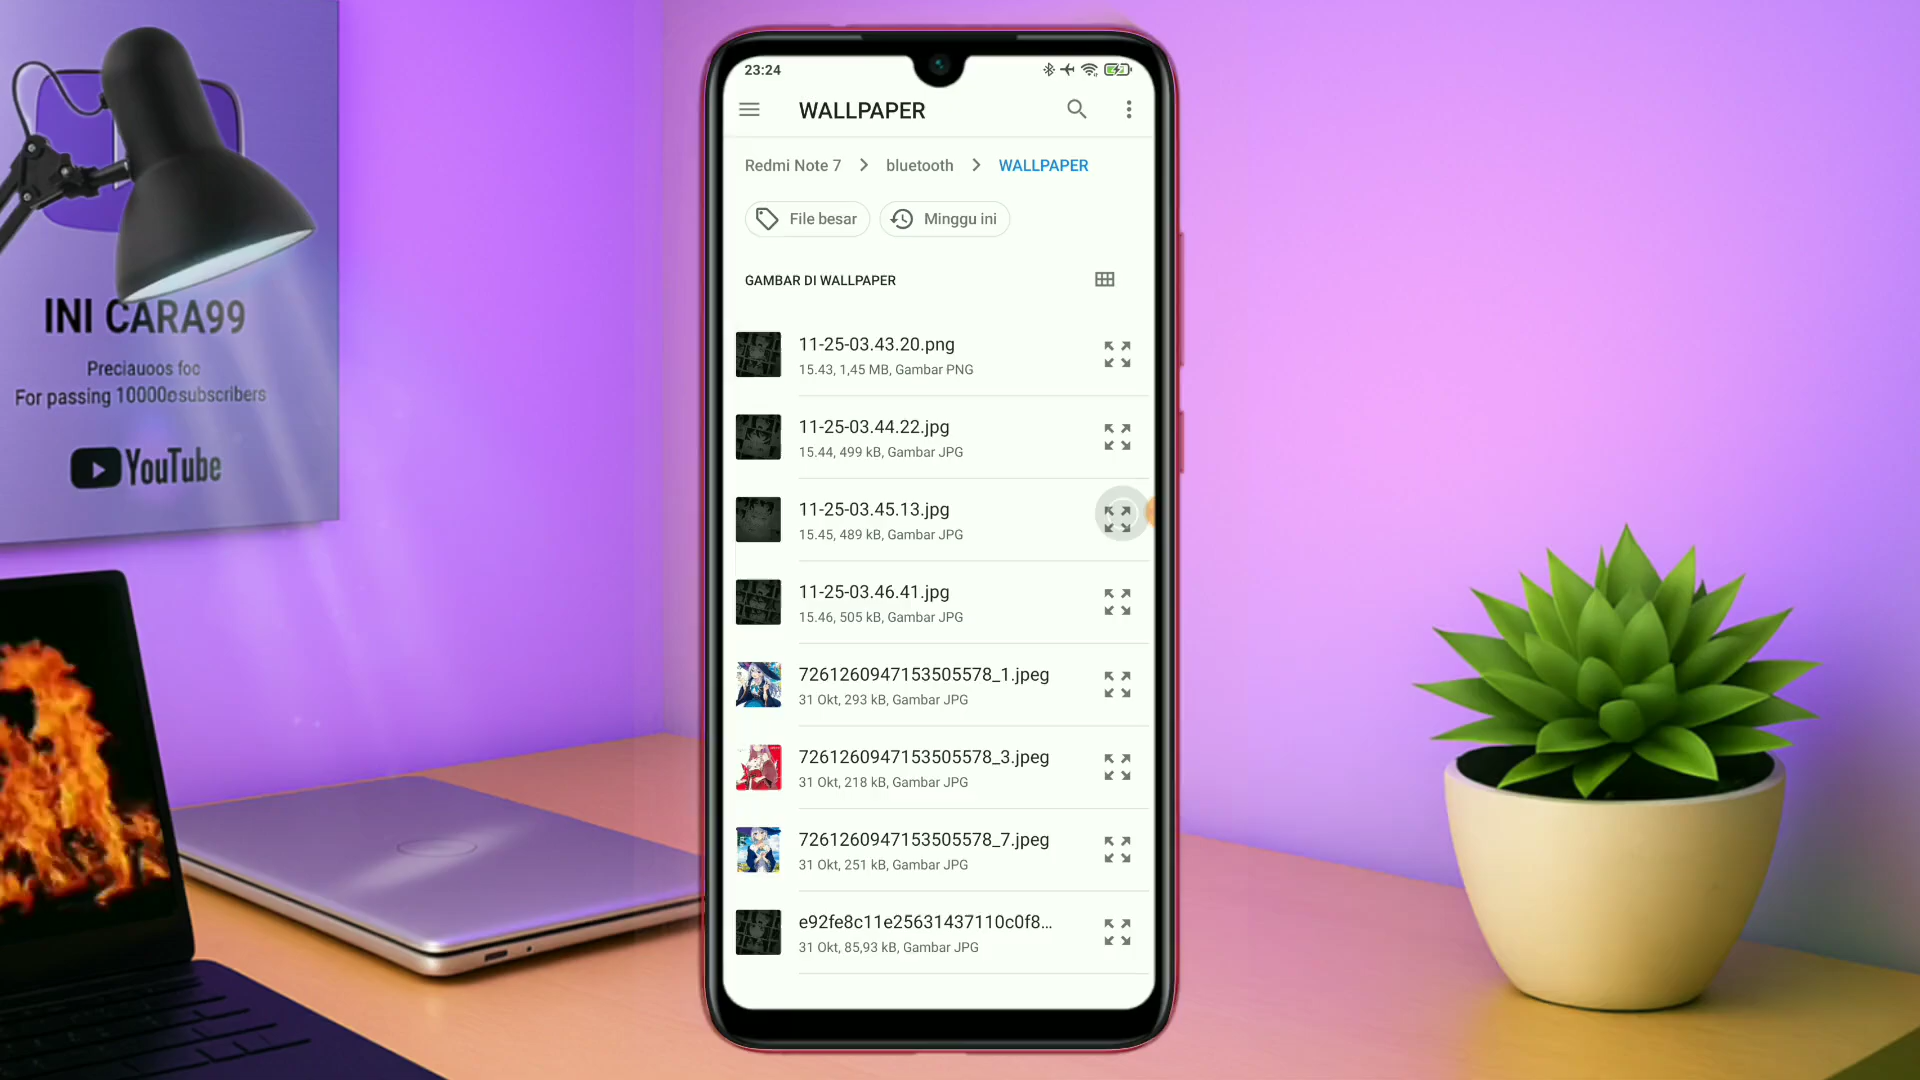 INI CARA99
Preciauoos foc
For passing 10000osubscribers
YouTube
23:24
WALLPAPER
Redmi Note 7
bluetooth
WALLPAPER
File besar
Minggu ini
GAMBAR DI WALLPAPER
11-25-03.43.20.png
15.43, 1,45 MB, Gambar PNG
11-25-03.44.22.jpg
15.44, 499 kB, Gambar JPG
11-25-03.45.13.jpg
15.45, 489 kB, Gambar JPG
11-25-03.46.41.jpg
15.46, 505 kB, Gambar JPG
7261260947153505578_1.jpeg
31 Okt, 293 kB, Gambar JPG
7261260947153505578_3.jpeg
31 Okt, 218 kB, Gambar JPG
7261260947153505578_7.jpeg
31 Okt, 251 kB, Gambar JPG
e92fe8c11e25631437110c0f8...
31 Okt, 85,93 kB, Gambar JPG